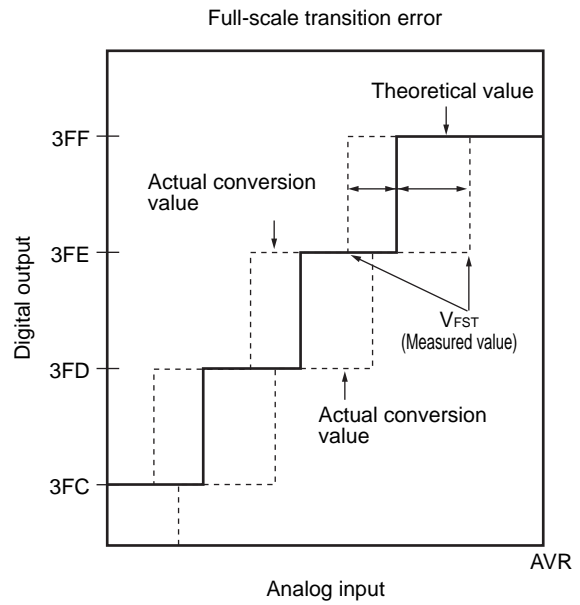 Full-scale transition error
Theoretical value
3FF
Actual conversion
value
3FE
VFST
(Measured value)
Digital output
3FD
Actual conversion
value
3FC
AVR
Analog input